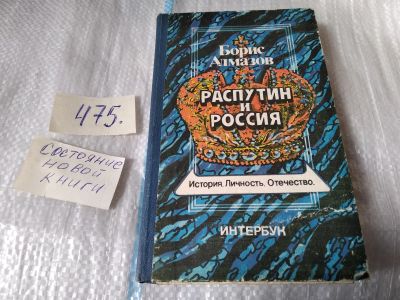 Борис
Алмазов
РАСПУТИН
И
РОССИЯ
История. Личность. Отечество.
ИНТЕРБУК
475.
СОСТОЯНИЕ
НОВОЙ
КНИГИ